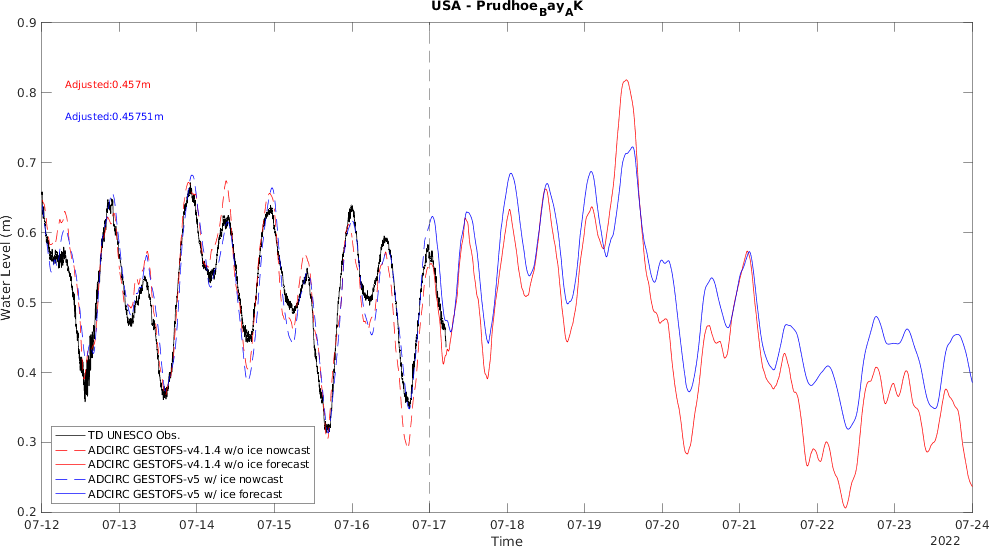 USA - PrudhoeBayAK
Adjusted:0.457m
Adjusted:0.45751m
Water Level (m)
0.9
0.8
0.7
0.6
0.5
0.4
0.3
0.2
TD UNESCO Obs.
ADCIRC GESTOFS-v4.1.4 w/o ice nowcast
ADCIRC GESTOFS-v4.1.4 w/o ice forecast
ADCIRC GESTOFS-v5 w/ ice nowcast
ADCIRC GESTOFS-v5 w/ ice forecast
07-12 07-13 07-14 07-15 07-16 07-17 07-18 07-19 07-20 07-21 07-22 07-23 07-24
Time
2022